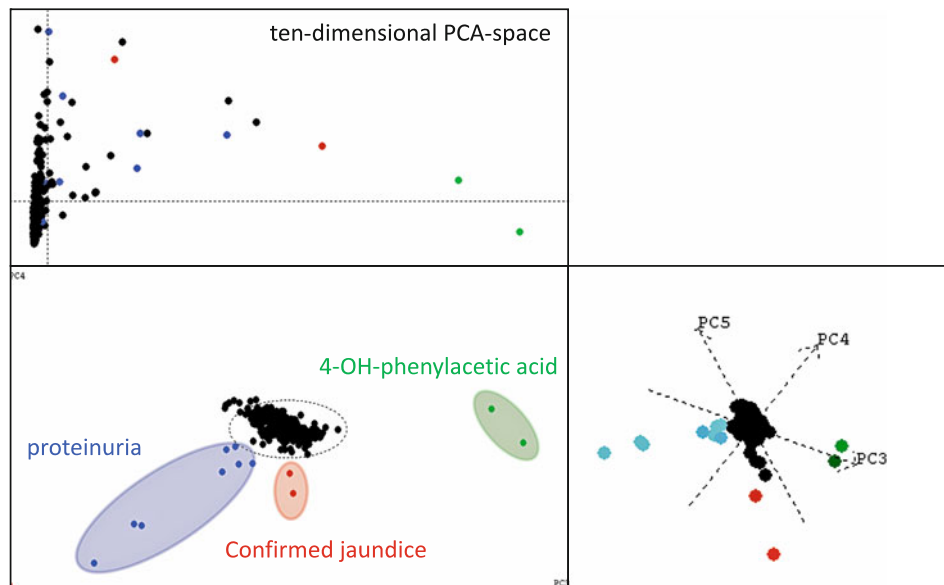 ten-dimensional PCA-space
PC4
4-OH-phenylacetic acid
proteinuria
Confirmed jaundice
PC5
PC4
PC3